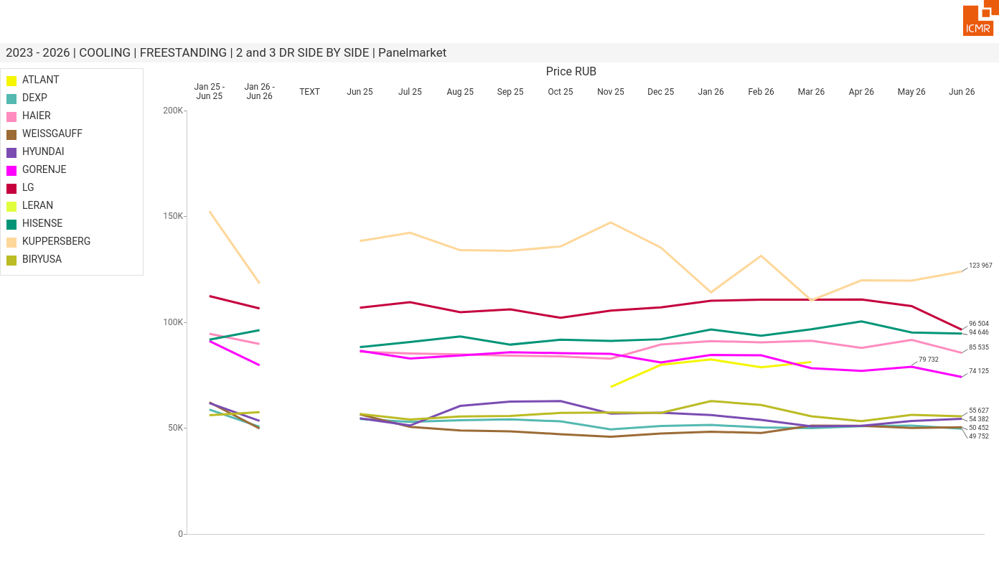 ICMR
2023 - 2026 | COOLING | FREESTANDING | 2 and 3 DR SIDE BY SIDE | Panelmarket
ATLANT
DEXP
HAIER
WEISSGAUFF
HYUNDAI
GORENJE
LG
LERAN
HISENSE
KUPPERSBERG
BIRYUSA
Price RUB
Jan 25 -
Jun 25
Jan 26 -
Jun 26
TEXT
Jun 25
Jul 25
Aug 25
Sep 25
Oct 25
Nov 25
Dec 25
Jan 26
Feb 26
Mar 26
Apr 26
May 26
Jun 26
200K
150K
100K
50K
0
123 967
96 504
94 646
85 535
79 732
74 125
55 627
54 382
50 452
49 752